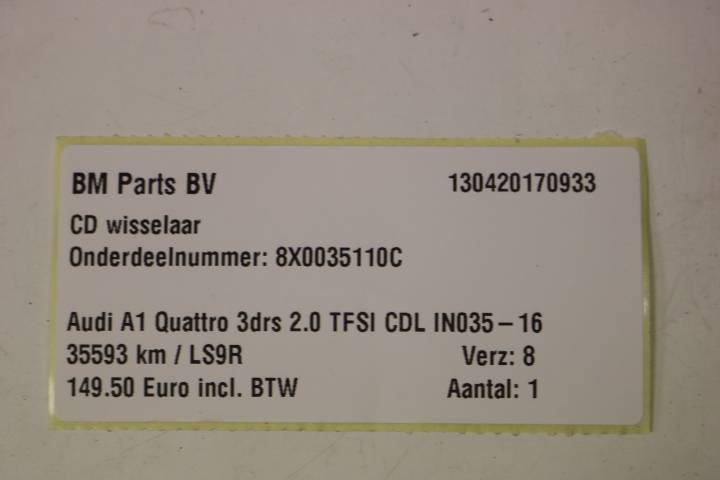 BM Parts BV 130420170933
CD wisselaar
Onderdeelnummer: 8X0035110C
Audi A1 Quattro 3drs 2.0 TFSI CDL IN035-16
35593 km / LS9R Verz: 8
149.50 Euro incl. BTW Aantal: 1